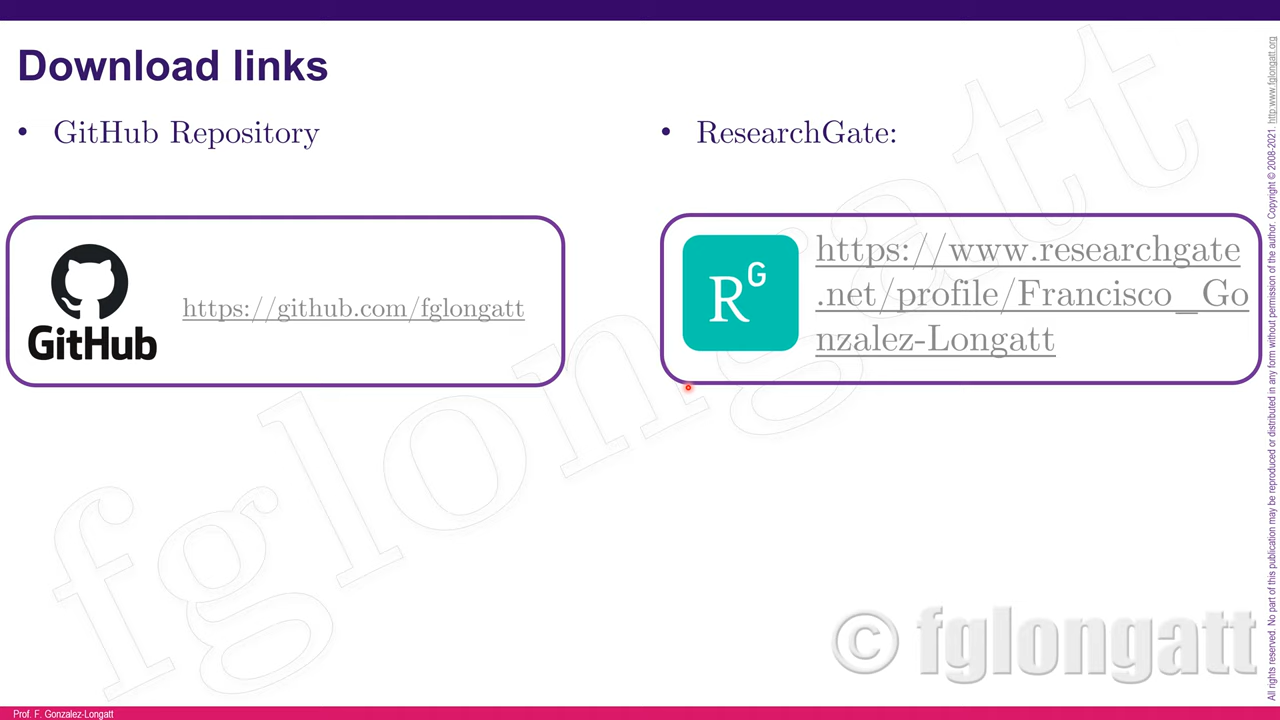 Download links
• GitHub Repository
GitHub
https://github.com/fglongatt
• ResearchGate:
RG
https://www.researchgate
.net/profile/Francisco_Go
nzalez-Longatt
fglongatt
© fglongatt
Prof. F. Gonzalez-Longatt
All rights reserved. No part of this publication may be reproduced or distributed in any form without permission of the author. Copyright © 2008-2021. http:www.fglongatt.org